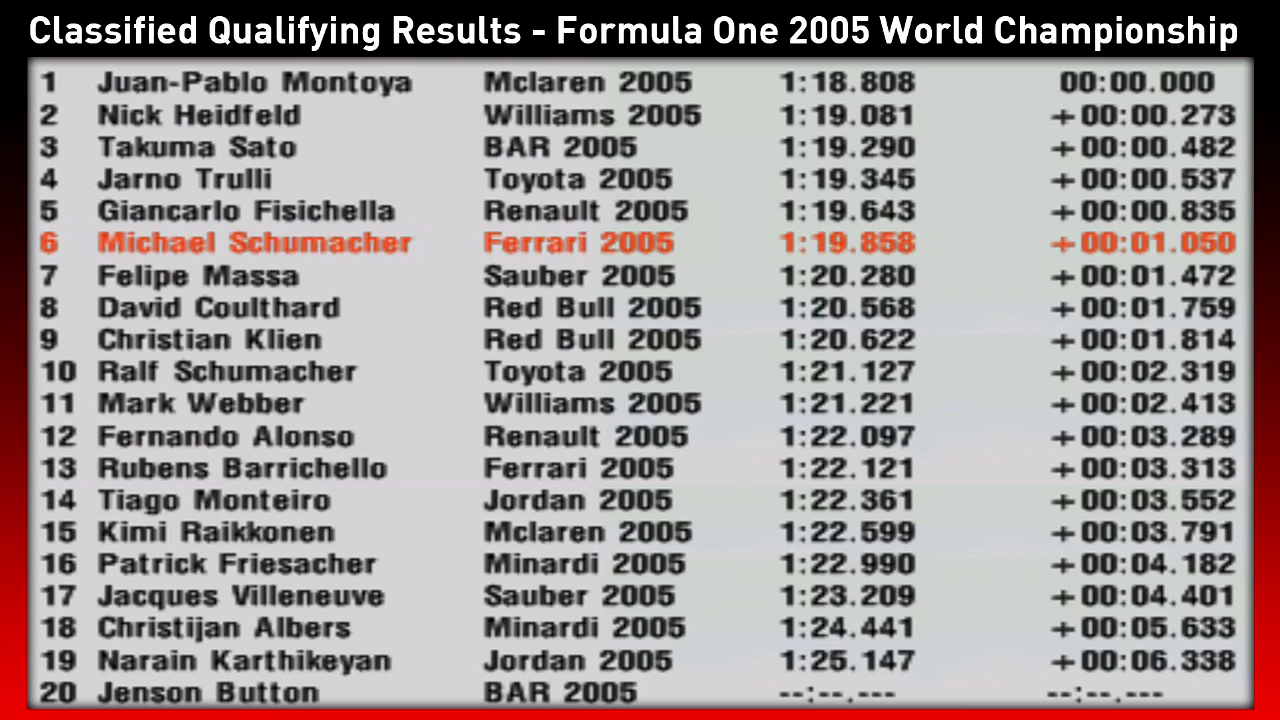 Classified Qualifying Results - Formula One 2005 World Championship
1 Juan-Pablo Montoya Mclaren 2005 1:18.808 00:00.000
2 Nick Heidfeld Williams 2005 1:19.081 +00:00.273
3 Takuma Sato BAR 2005 1:19.290 +00:00.482
4 Jarno Trulli Toyota 2005 1:19.345 +00:00.537
5 Giancarlo Fisichella Renault 2005 1:19.643 +00:00.835
6 Michael Schumacher Ferrari 2005 1:19.858 +00:01.050
7 Felipe Massa Sauber 2005 1:20.280 +00:01.472
8 David Coulthard Red Bull 2005 1:20.568 +00:01.759
9 Christian Klien Red Bull 2005 1:20.622 +00:01.814
10 Ralf Schumacher Toyota 2005 1:21.127 +00:02.319
11 Mark Webber Williams 2005 1:21.221 +00:02.413
12 Fernando Alonso Renault 2005 1:22.097 +00:03.289
13 Rubens Barrichello Ferrari 2005 1:22.121 +00:03.313
14 Tiago Monteiro Jordan 2005 1:22.361 +00:03.552
15 Kimi Raikkonen Mclaren 2005 1:22.599 +00:03.791
16 Patrick Friesacher Minardi 2005 1:22.990 +00:04.182
17 Jacques Villeneuve Sauber 2005 1:23.209 +00:04.401
18 Christijan Albers Minardi 2005 1:24.441 +00:05.633
19 Narain Karthikeyan Jordan 2005 1:25.147 +00:06.338
20 Jenson Button BAR 2005 --:--.--- --:--.---